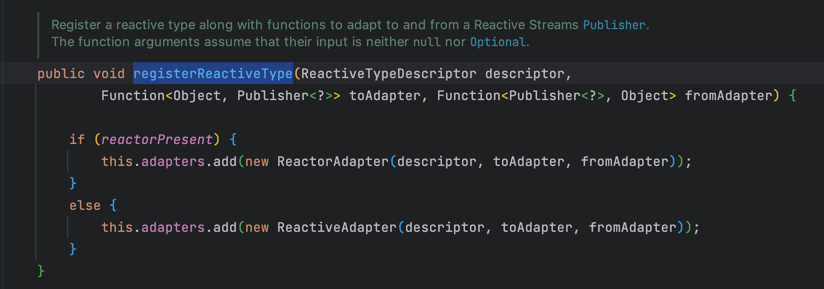 Register a reactive type along with functions to adapt to and from a Reactive Streams Publisher.
The function arguments assume that their input is neither null nor Optional.
public void registerReactiveType(ReactiveTypeDescriptor descriptor,
        Function<Object, Publisher<?>> toAdapter, Function<Publisher<?>, Object> fromAdapter) {
    if (reactorPresent) {
        this.adapters.add(new ReactorAdapter(descriptor, toAdapter, fromAdapter));
    }
    else {
        this.adapters.add(new ReactiveAdapter(descriptor, toAdapter, fromAdapter));
    }
}